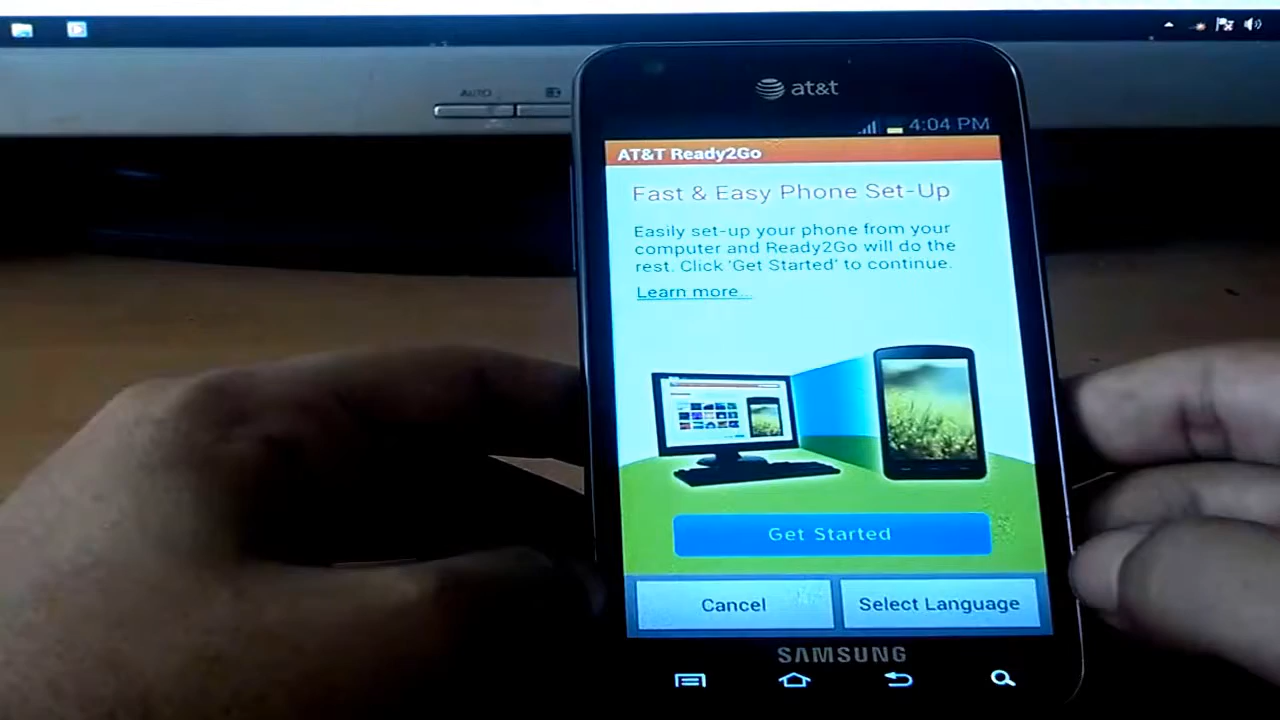 AUTO
at&t
4:04 PM
AT&T Ready2Go
Fast & Easy Phone Set-Up
Easily set-up your phone from your
computer and Ready2Go will do the
rest. Click 'Get Started' to continue.
Learn more...
Get Started
Cancel
Select Language
SAMSUNG